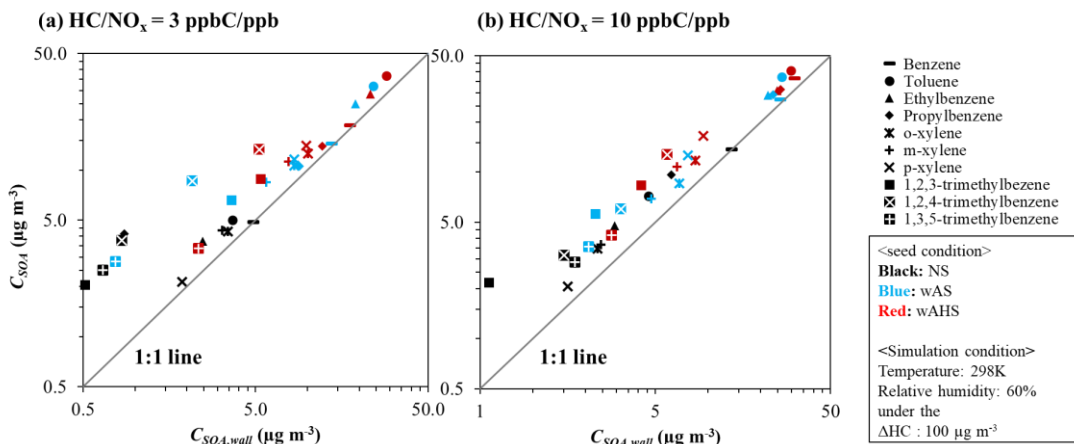 (a) HC/NOx = 3 ppbC/ppb
50.0
5.0
0.5
CSOA (µg m-3)
1:1 line
0.5
5.0
50.0
CSOA,wall (µg m-3)
(b) HC/NOx = 10 ppbC/ppb
50.0
5.0
0.5
CSOA (µg m-3)
1:1 line
1
5
50
CSOA,wall (µg m-3)
Benzene
Toluene
Ethylbenzene
Propylbenzene
o-xylene
m-xylene
p-xylene
1,2,3-trimethylbezene
1,2,4-trimethylbenzene
1,3,5-trimethylbenzene
<seed condition>
Black: NS
Blue: wAS
Red: wAHS
<Simulation condition>
Temperature: 298K
Relative humidity: 60%
under the
ΔHC : 100 µg m-3